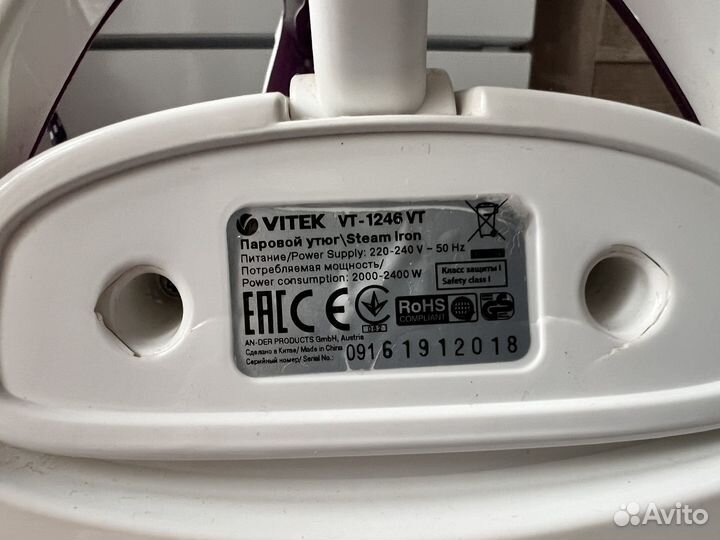 VITEK VT-1246 VT
Паровой утюг\Steam Iron
Питание/Power Supply: 220-240 V ~ 50 Hz
Потребляемая мощность/
Power consumption: 2000-2400 W
Класс защиты I
Safety class I
EAC CE
062
RoHS
COMPLIANT
AN-DER PRODUCTS GmbH, Austria
Сделано в Китае/ Made in China
Серийный номер/ Serial No.: 09161912018
Avito